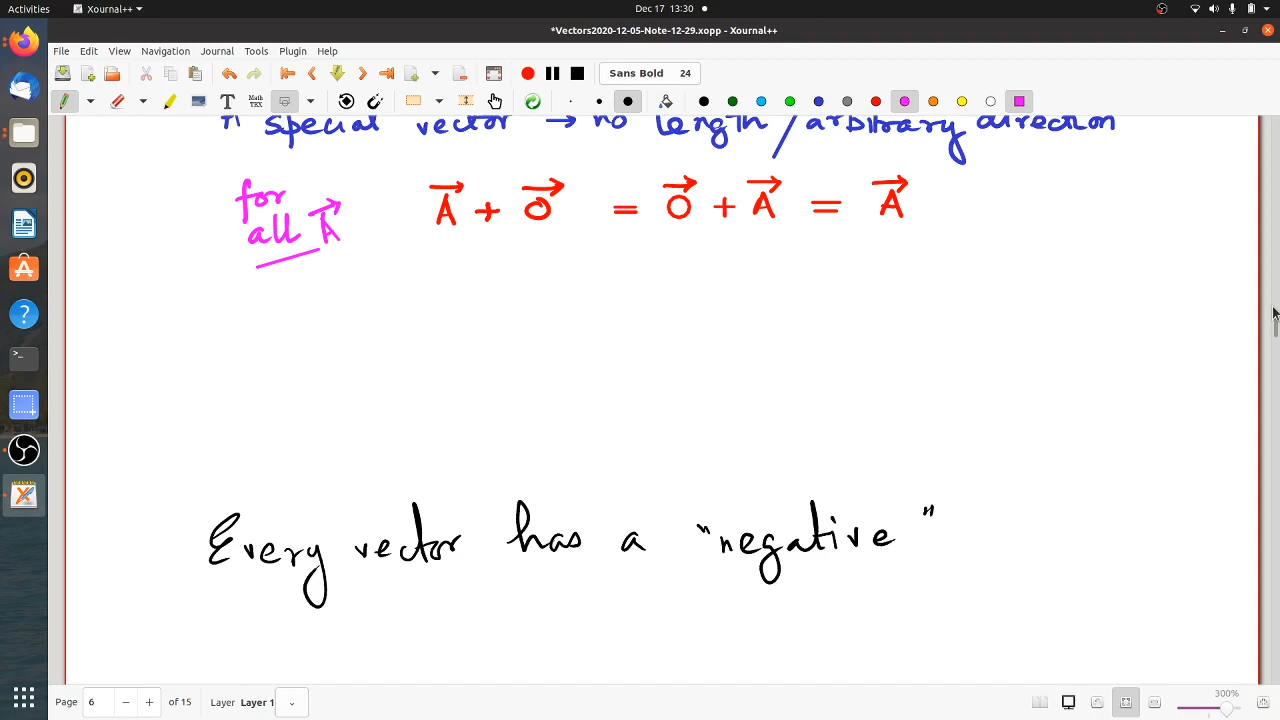 Activities Xournal++ Dec 17 13:30
*Vectors2020-12-05-Note-12-29.xopp - Xournal++
File Edit View Navigation Journal Tools Plugin Help
Sans Bold 24
T Math TEX
A special vector → no length / arbitrary direction
for all A⃗
A⃗ + 0⃗ = 0⃗ + A⃗ = A⃗
Every vector has a "negative"
Page 6 of 15 Layer Layer 1 300%